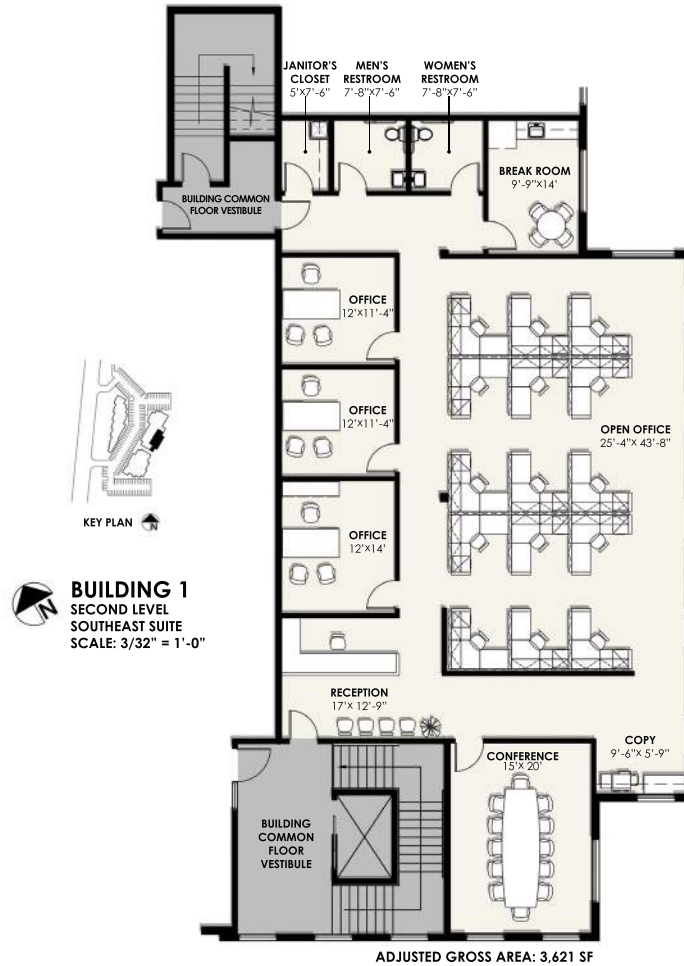 JANITOR'S
CLOSET
5'x7'-6"
MEN'S
RESTROOM
7'-8"x7'-6"
WOMEN'S
RESTROOM
7'-8"x7'-6"
BREAK ROOM
9'-9"x14'
BUILDING COMMON
FLOOR VESTIBULE
OFFICE
12'x11'-4"
OFFICE
12'x11'-4"
OPEN OFFICE
25'-4"x 43'-8"
OFFICE
12'x14'
KEY PLAN
N
N
BUILDING 1
SECOND LEVEL
SOUTHEAST SUITE
SCALE: 3/32" = 1'-0"
RECEPTION
17'x 12'-9"
COPY
9'-6"x 5'-9"
CONFERENCE
15'x 20'
BUILDING
COMMON
FLOOR
VESTIBULE
ADJUSTED GROSS AREA: 3,621 SF